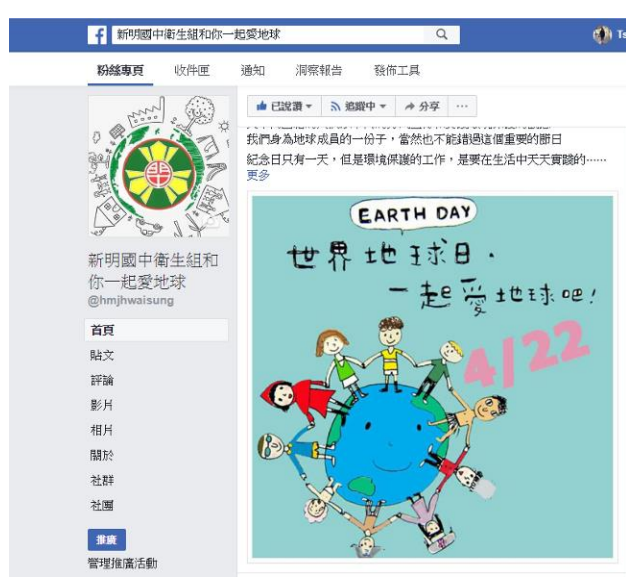 新明國中衛生組和你一起愛地球
Ts
粉絲專頁 收件匣 通知 洞察報告 發佈工具
已說讚 追蹤中 分享 ...
我們身為地球成員的一份子，當然也不能錯過這個重要的節日
紀念日只有一天，但是環境保護的工作，是要在生活中天天實踐的⋯⋯
更多
EARTH DAY
世界地球日．
一起愛地球吧！
4/22
新明國中衛生組和
你一起愛地球
@hmjhwaisung
首頁
貼文
評論
影片
相片
關於
社群
社團
推廣
管理推廣活動